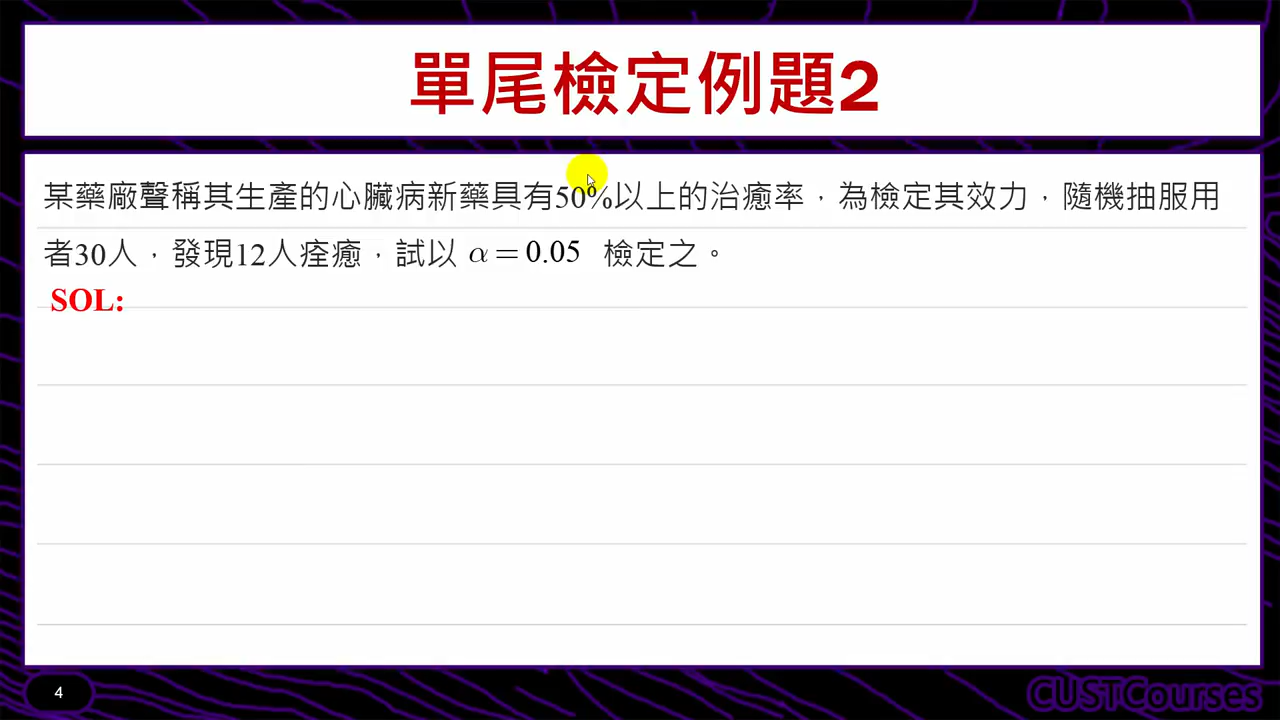 單尾檢定例題2
某藥廠聲稱其生產的心臟病新藥具有50%以上的治癒率，為檢定其效力，隨機抽服用
者30人，發現12人痊癒，試以 α = 0.05 檢定之。
SOL:
4
CUSTCourses